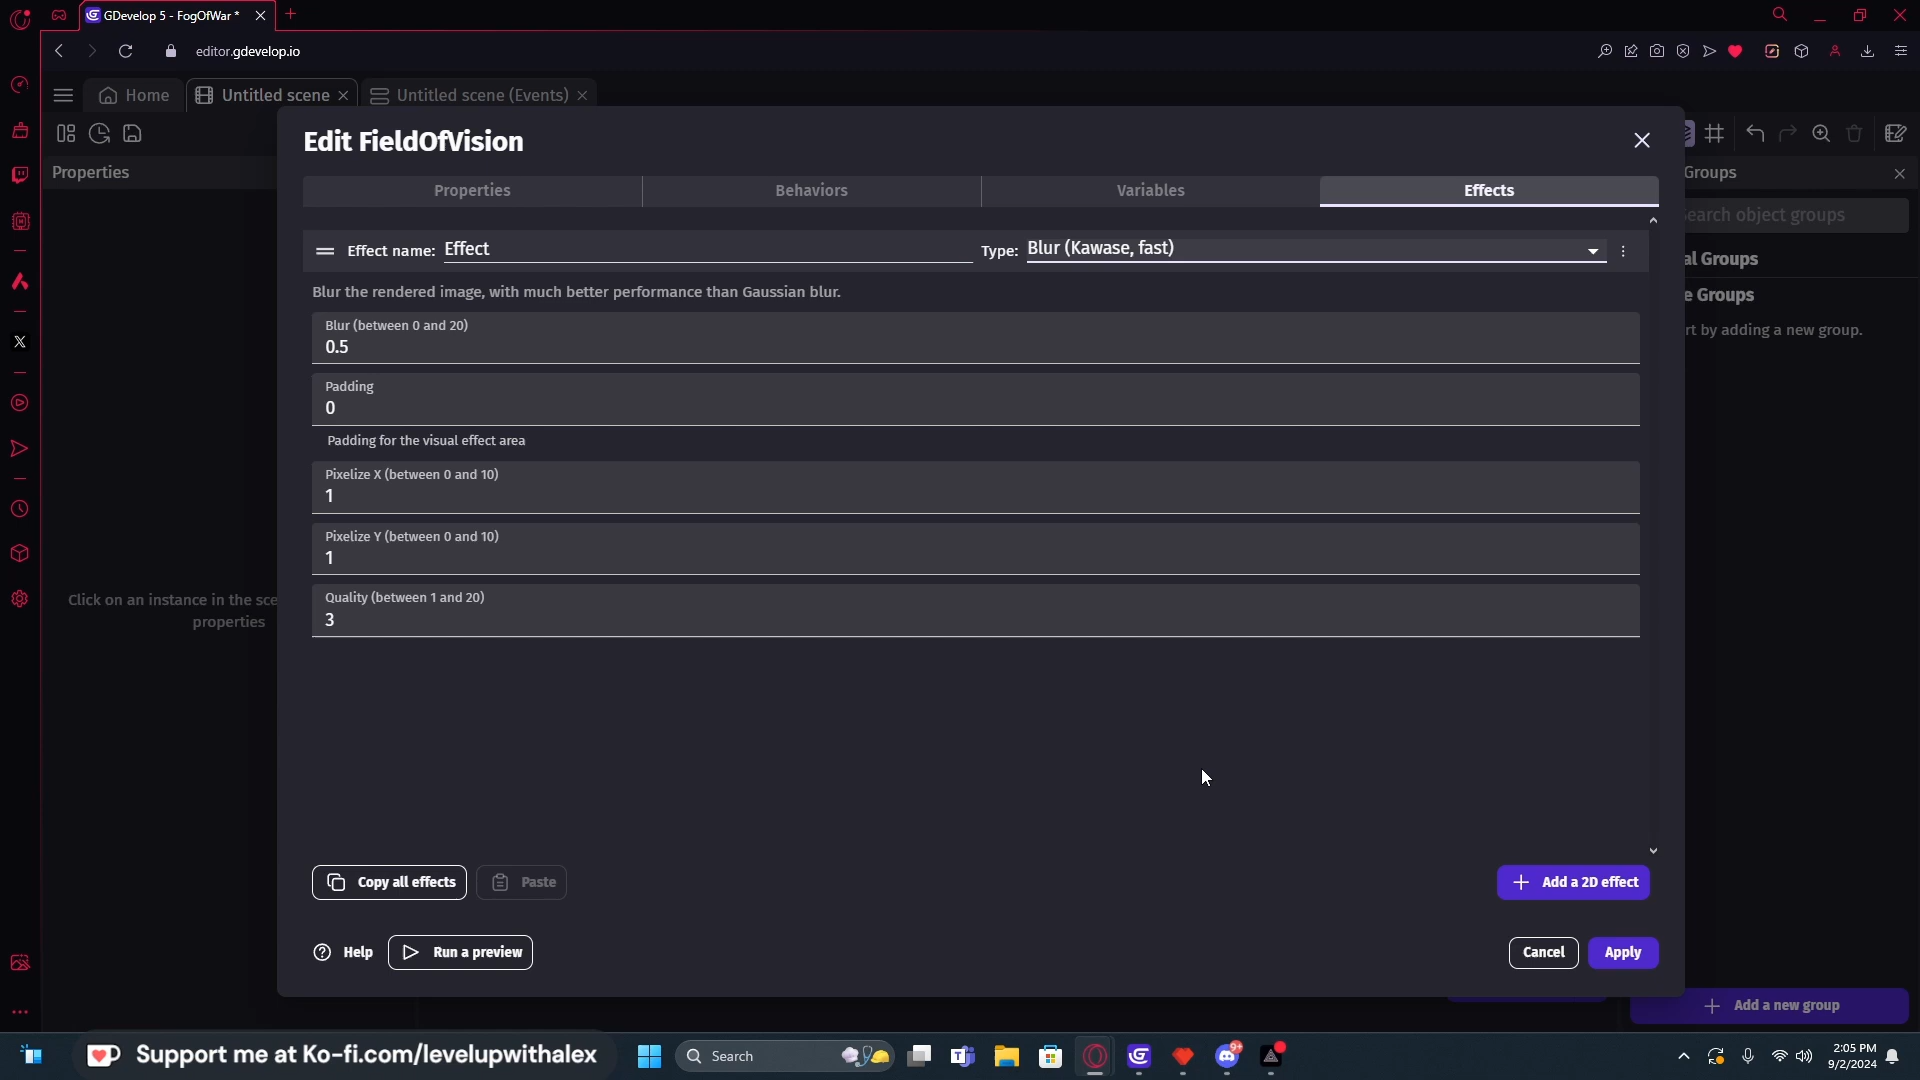 GDevelop 5 - FogOfWar *
editor.gdevelop.io
Home
Untitled scene
Untitled scene (Events)
Properties
Groups
earch object groups
al Groups
e Groups
rt by adding a new group.
Click on an instance in the sce
properties
Edit FieldOfVision
Properties
Behaviors
Variables
Effects
Effect name: Effect
Type: Blur (Kawase, fast)
Blur the rendered image, with much better performance than Gaussian blur.
Blur (between 0 and 20)
0.5
Padding
0
Padding for the visual effect area
Pixelize X (between 0 and 10)
1
Pixelize Y (between 0 and 10)
1
Quality (between 1 and 20)
3
Copy all effects
Paste
Add a 2D effect
Help
Run a preview
Cancel
Apply
Add a new group
Support me at Ko-fi.com/levelupwithalex
Search
9+
2:05 PM
9/2/2024